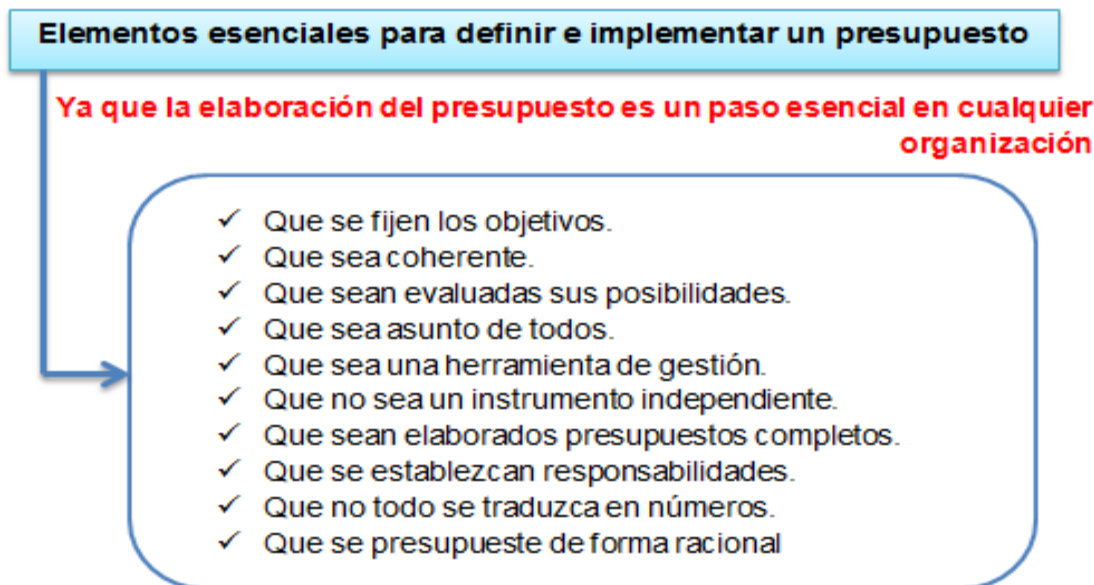 Elementos esenciales para definir e implementar un presupuesto
Ya que la elaboración del presupuesto es un paso esencial en cualquier
organización
✓ Que se fijen los objetivos.
✓ Que sea coherente.
✓ Que sean evaluadas sus posibilidades.
✓ Que sea asunto de todos.
✓ Que sea una herramienta de gestión.
✓ Que no sea un instrumento independiente.
✓ Que sean elaborados presupuestos completos.
✓ Que se establezcan responsabilidades.
✓ Que no todo se traduzca en números.
✓ Que se presupueste de forma racional